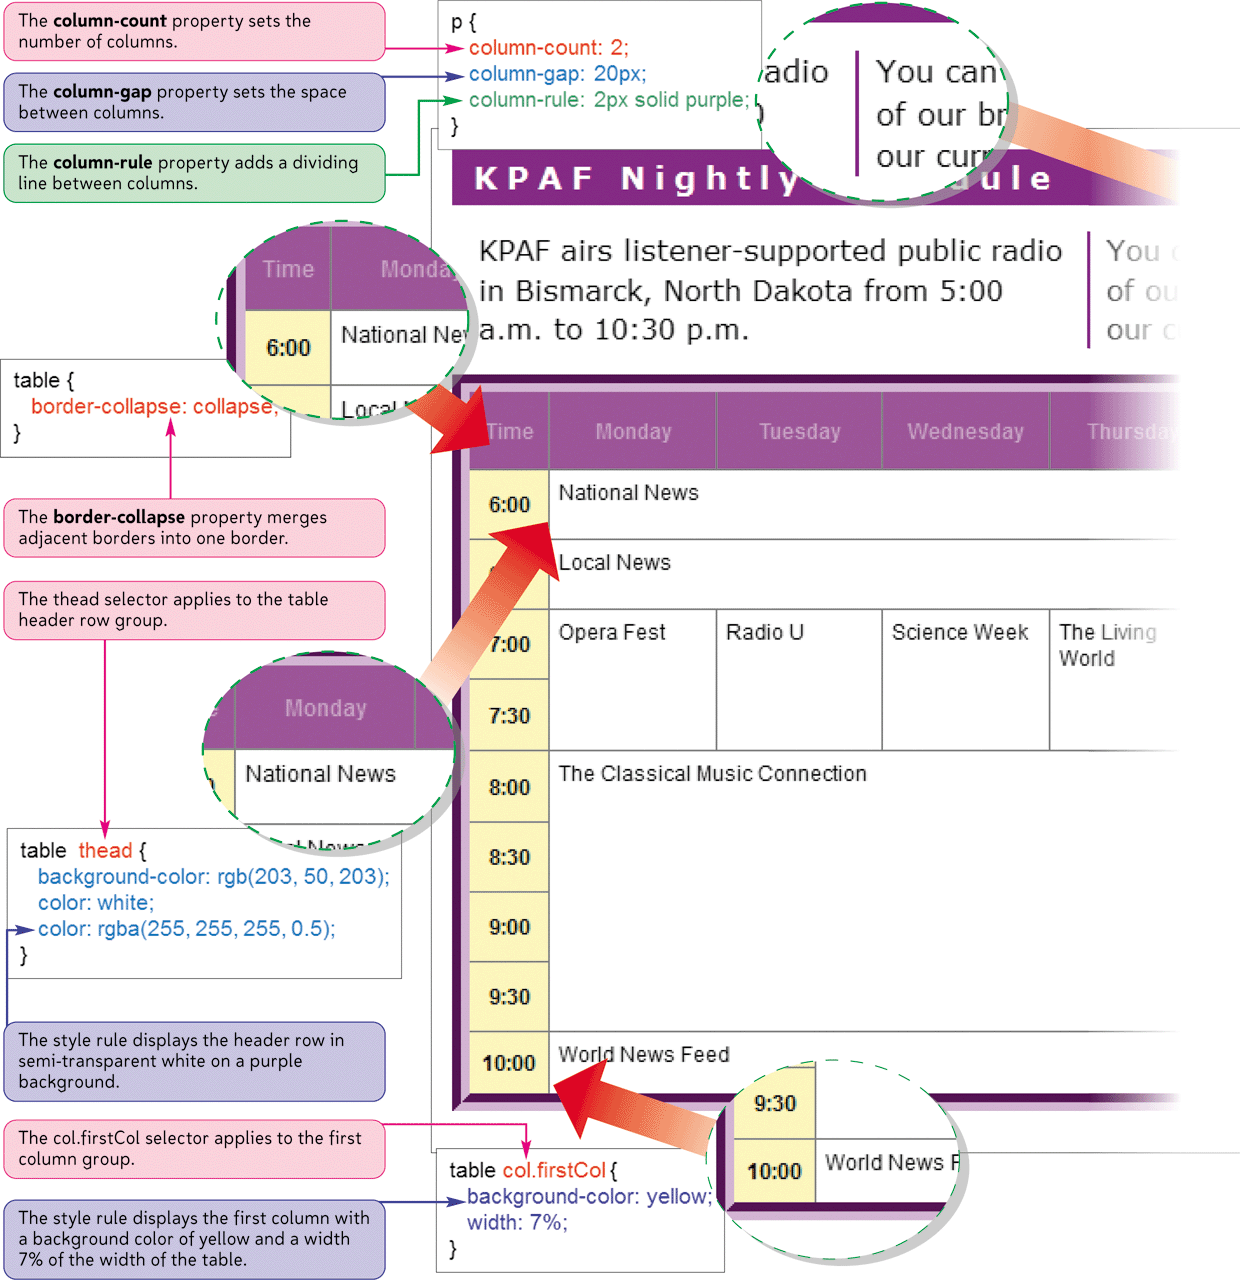 The column-count property sets the
number of columns.
The column-gap property sets the space
between columns.
The column-rule property adds a dividing
line between columns.
p {
column-count: 2;
column-gap: 20px;
column-rule: 2px solid purple;
}
adio
You can
of our br
our curr
KPAF Nightly
dule
KPAF airs listener-supported public radio
in Bismarck, North Dakota from 5:00
a.m. to 10:30 p.m.
You c
of ou
our c
Time Monday
6:00 National New
Local N
table {
border-collapse: collapse;
}
The border-collapse property merges
adjacent borders into one border.
The thead selector applies to the table
header row group.
Time Monday Tuesday Wednesday Thursday
6:00 National News
Local News
7:00 Opera Fest Radio U Science Week The Living
World
7:30
8:00 The Classical Music Connection
8:30
9:00
9:30
10:00 World News Feed
Monday
National News
al News
table thead {
background-color: rgb(203, 50, 203);
color: white;
color: rgba(255, 255, 255, 0.5);
}
The style rule displays the header row in
semi-transparent white on a purple
background.
The col.firstCol selector applies to the first
column group.
The style rule displays the first column with
a background color of yellow and a width
7% of the width of the table.
table col.firstCol {
background-color: yellow;
width: 7%;
}
9:30
10:00 World News F